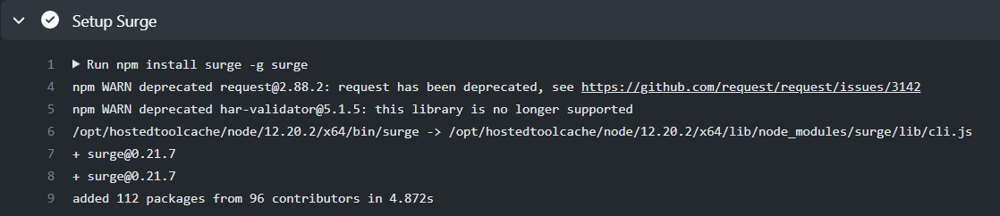 Setup Surge
1 Run npm install surge -g surge
4 npm WARN deprecated request@2.88.2: request has been deprecated, see https://github.com/request/request/issues/3142
5 npm WARN deprecated har-validator@5.1.5: this library is no longer supported
6 /opt/hostedtoolcache/node/12.20.2/x64/bin/surge -> /opt/hostedtoolcache/node/12.20.2/x64/lib/node_modules/surge/lib/cli.js
7 + surge@0.21.7
8 + surge@0.21.7
9 added 112 packages from 96 contributors in 4.872s